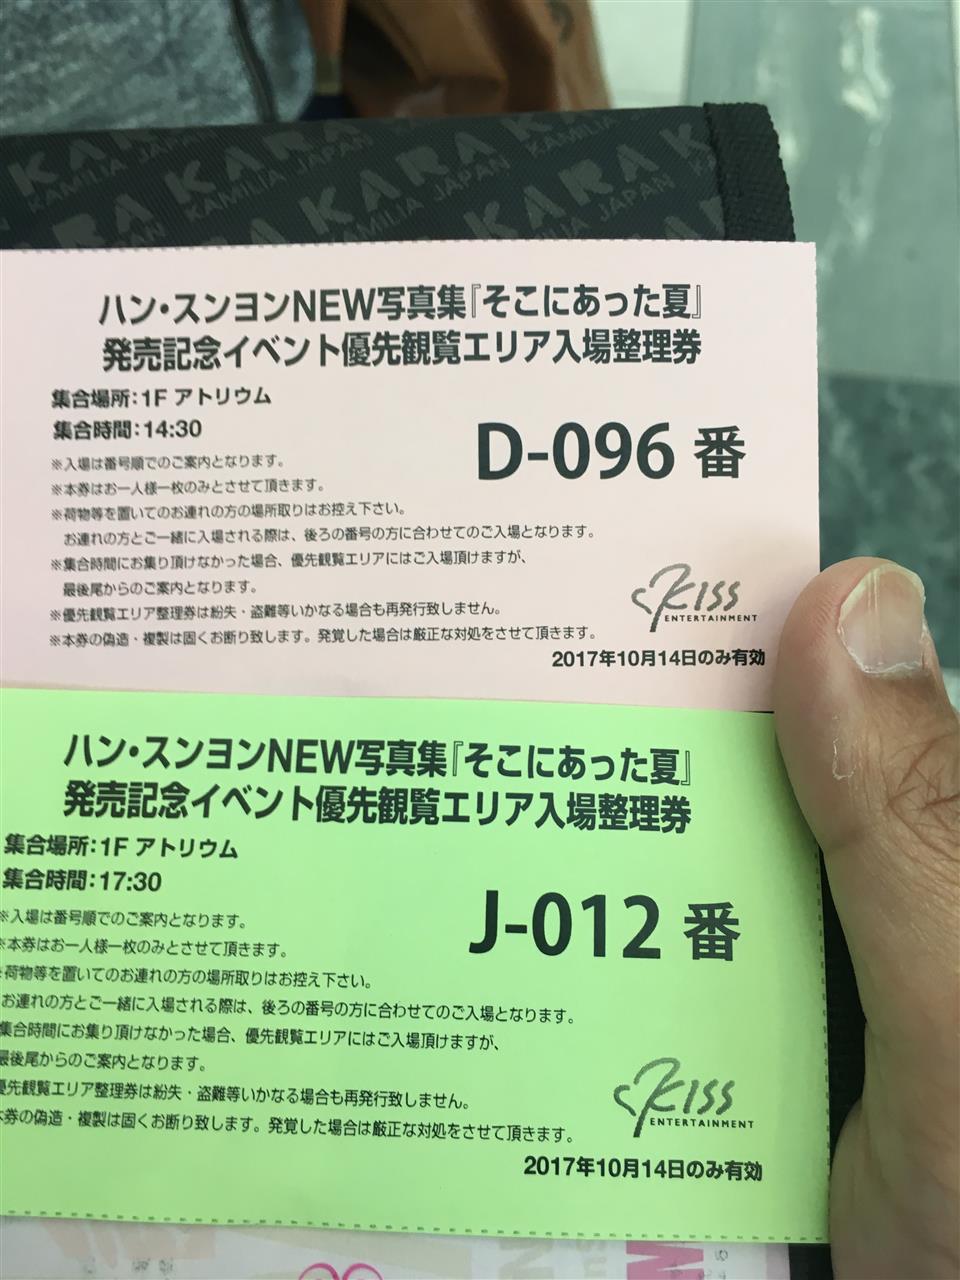 KARA KARA KARA
KAMILIA JAPAN KAMILIA JAPAN KAMILIA JAPAN
ハン・スンヨンNEW写真集『そこにあった夏』
発売記念イベント優先観覧エリア入場整理券
集合場所：1F アトリウム
集合時間：14:30
D-096 番
※入場は番号順でのご案内となります。
※本券はお一人様一枚のみとさせて頂きます。
※荷物等を置いてのお連れの方の場所取りはお控え下さい。
お連れの方とご一緒に入場される際は、後ろの番号の方に合わせてのご入場となります。
※集合時間にお集り頂けなかった場合、優先観覧エリアにはご入場頂けますが、
最後尾からのご案内となります。
※優先観覧エリア整理券は紛失・盗難等いかなる場合も再発行致しません。
※本券の偽造・複製は固くお断り致します。発覚した場合は厳正な対処をさせて頂きます。
KISS
ENTERTAINMENT
2017年10月14日のみ有効
ハン・スンヨンNEW写真集『そこにあった夏』
発売記念イベント優先観覧エリア入場整理券
集合場所：1F アトリウム
集合時間：17:30
J-012 番
※入場は番号順でのご案内となります。
※本券はお一人様一枚のみとさせて頂きます。
※荷物等を置いてのお連れの方の場所取りはお控え下さい。
お連れの方とご一緒に入場される際は、後ろの番号の方に合わせてのご入場となります。
集合時間にお集り頂けなかった場合、優先観覧エリアにはご入場頂けますが、
最後尾からのご案内となります。
優先観覧エリア整理券は紛失・盗難等いかなる場合も再発行致しません。
本券の偽造・複製は固くお断り致します。発覚した場合は厳正な対処をさせて頂きます。
KISS
ENTERTAINMENT
2017年10月14日のみ有効